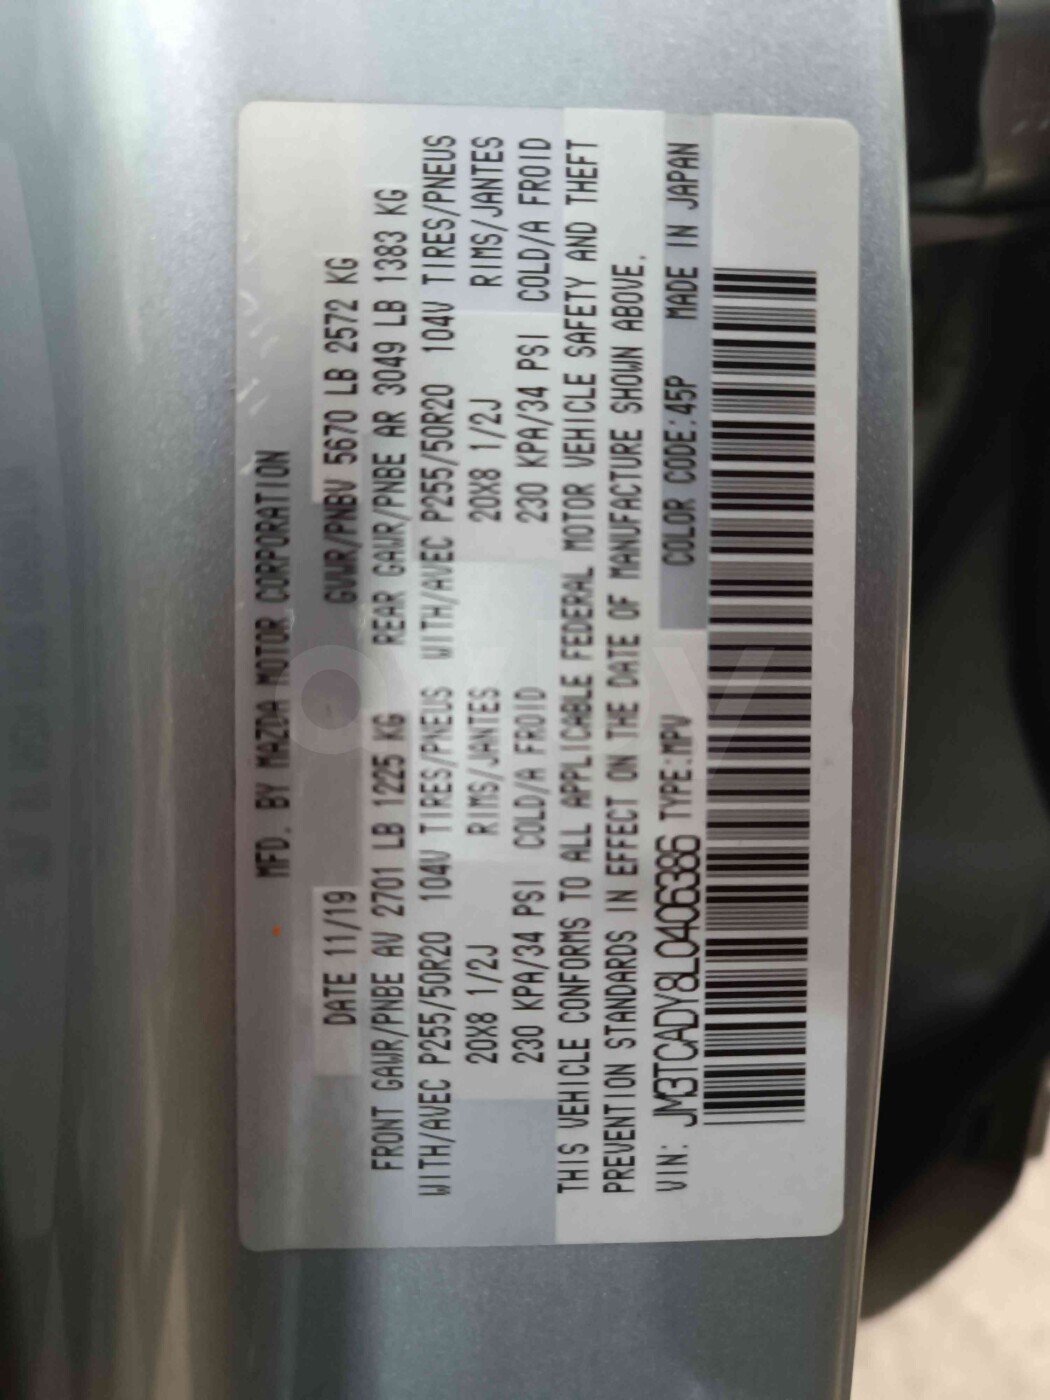 MFD. BY MAZDA MOTOR CORPORATION
DATE 11/19 GVWR/PNBV 5670 LB 2572 KG
FRONT GAWR/PNBE AV 2701 LB 1225 KG REAR GAWR/PNBE AR 3049 LB 1383 KG
WITH/AVEC P255/50R20 104V TIRES/PNEUS WITH/AVEC P255/50R20 104V TIRES/PNEUS
20X8 1/2J RIMS/JANTES 20X8 1/2J RIMS/JANTES
230 KPA/34 PSI COLD/A FROID 230 KPA/34 PSI COLD/A FROID
THIS VEHICLE CONFORMS TO ALL APPLICABLE FEDERAL MOTOR VEHICLE SAFETY AND THEFT
PREVENTION STANDARDS IN EFFECT ON THE DATE OF MANUFACTURE SHOWN ABOVE.
VIN: JM3TCADY8L0406386 TYPE:MPV COLOR CODE:45P MADE IN JAPAN